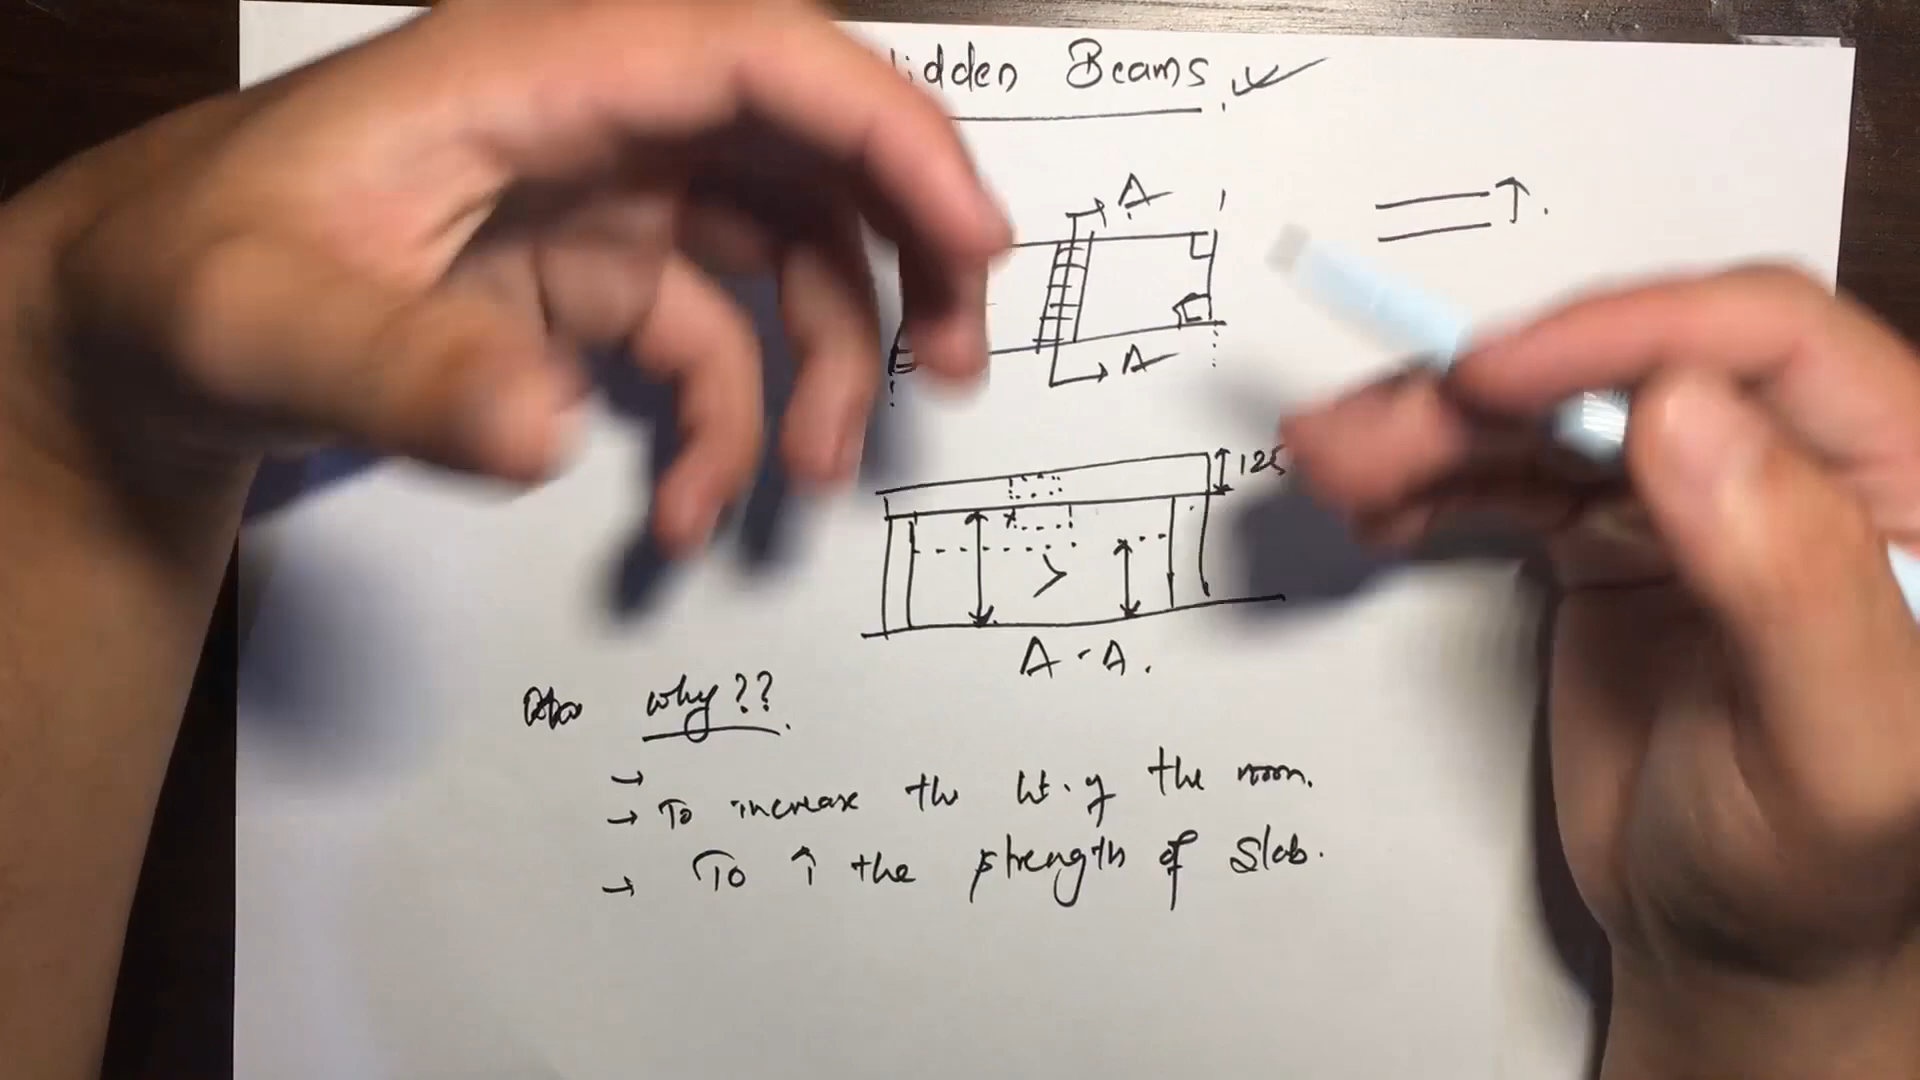 idden Beams
A
A
125
A - A.
why??
→
→ To increase the ht. of the room.
→ To ↑ the strength of Slab.